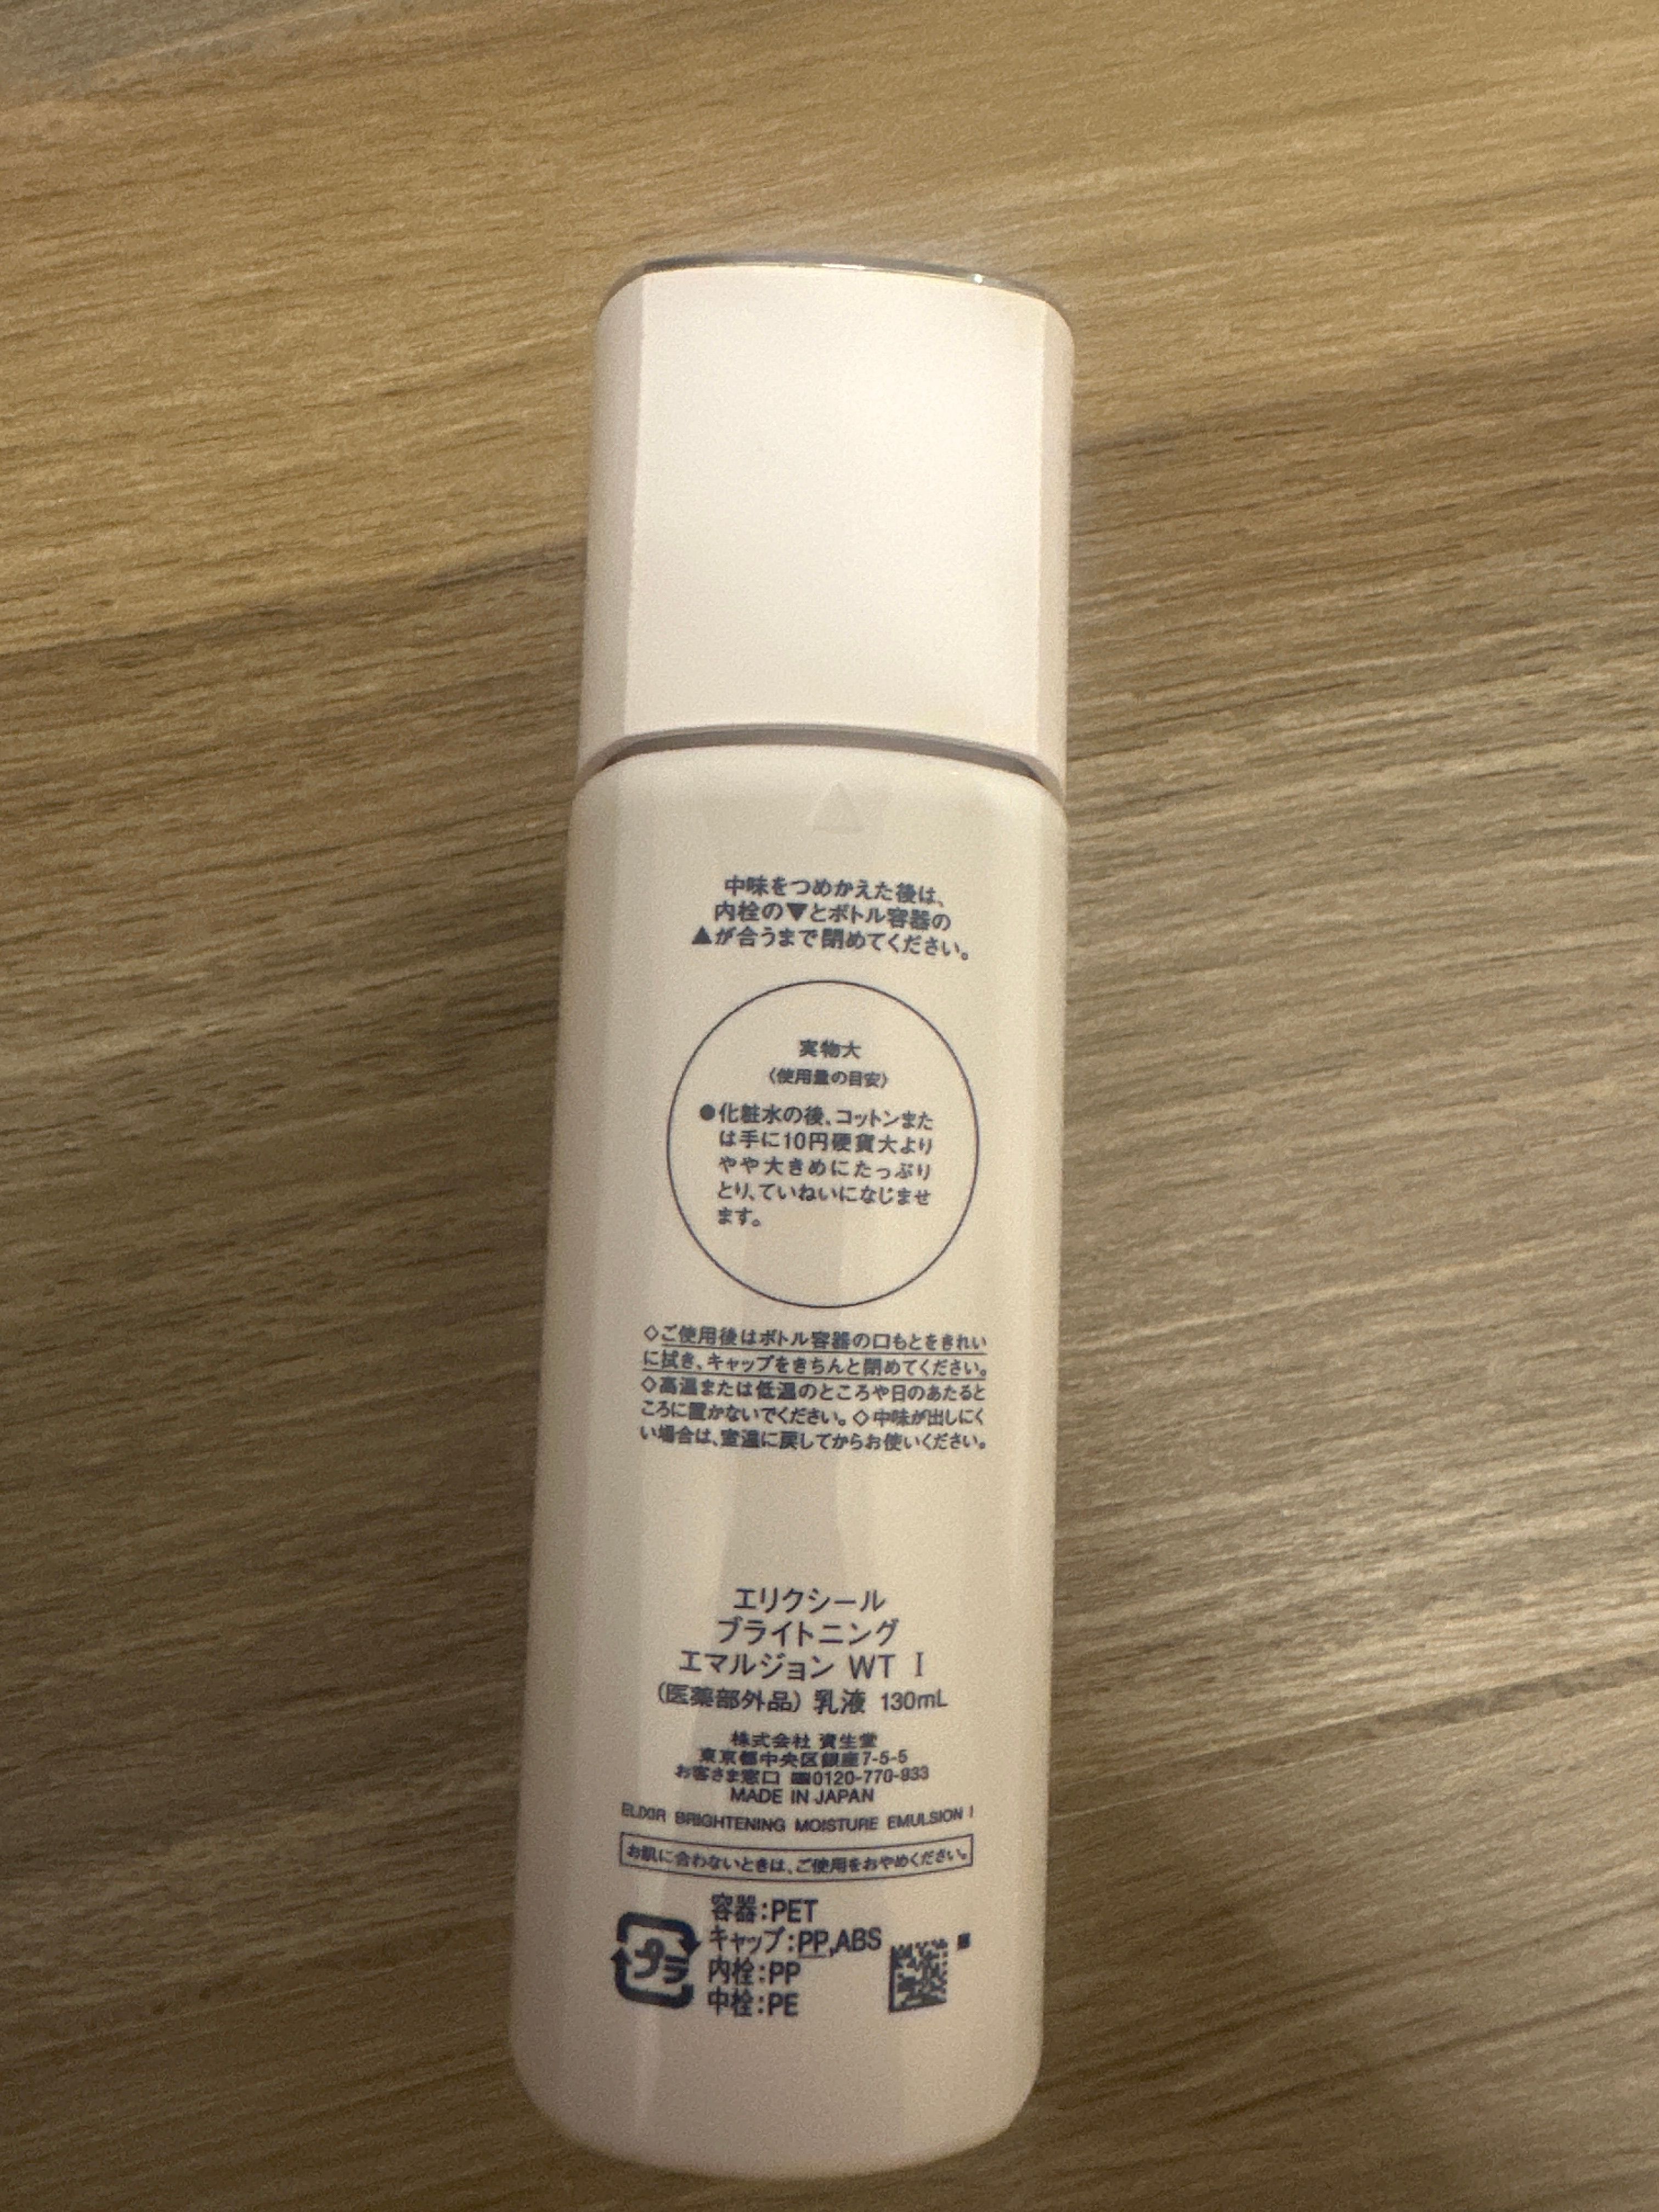 中味をつめかえた後は、
内栓の▼とボトル容器の
▲が合うまで閉めてください。
実物大
〈使用量の目安〉
●化粧水の後、コットンまた
は手に10円硬貨大より
やや大きめにたっぷり
とり、ていねいになじませ
ます。
◇ご使用後はボトル容器の口もとをきれい
に拭き、キャップをきちんと閉めてください。
◇高温または低温のところや日のあたると
ころに置かないでください。◇中味が出しにく
い場合は、室温に戻してからお使いください。
エリクシール
ブライトニング
エマルジョン WT Ⅰ
(医薬部外品) 乳液 130mL
株式会社 資生堂
東京都中央区銀座7-5-5
お客さま窓口 0120-770-933
MADE IN JAPAN
ELIXIR BRIGHTENING MOISTURE EMULSION I
お肌に合わないときは、ご使用をおやめください。
容器:PET
キャップ:PP,ABS
内栓:PP
中栓:PE
プラ